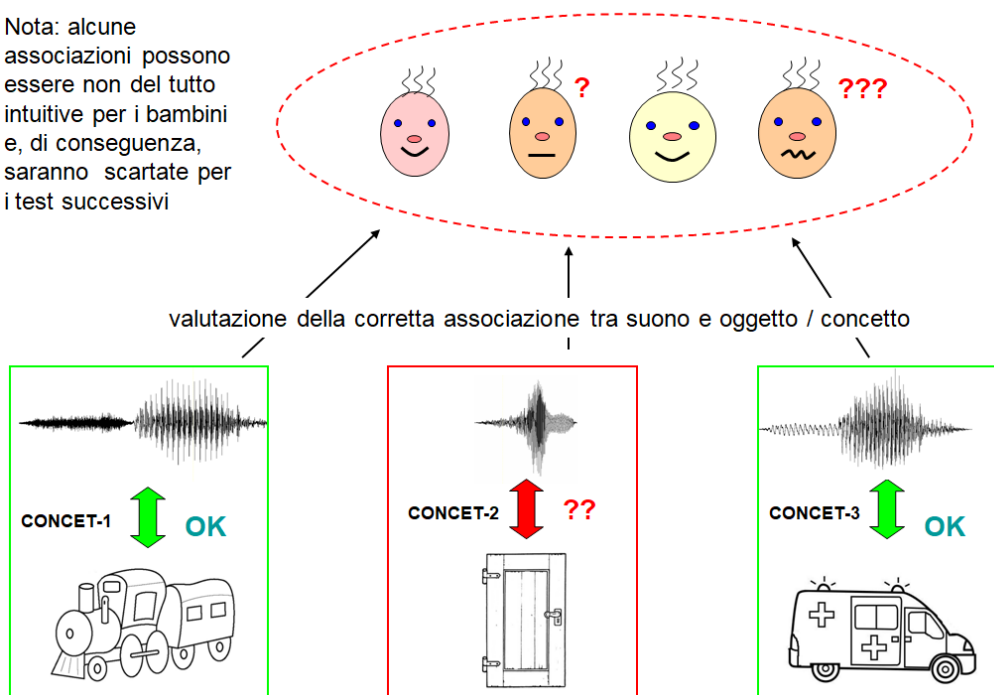 Nota: alcune
associazioni possono
essere non del tutto
intuitive per i bambini
e, di conseguenza,
saranno scartate per
i test successivi
?
???
valutazione della corretta associazione tra suono e oggetto / concetto
CONCET-1
OK
CONCET-2
??
CONCET-3
OK